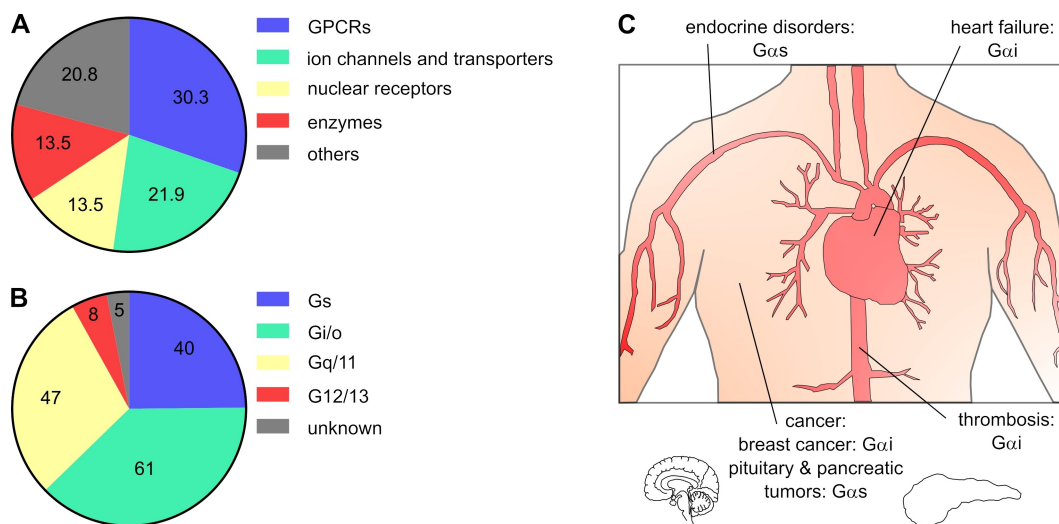 A
GPCRs
ion channels and transporters
nuclear receptors
enzymes
others
20.8
30.3
13.5
13.5
21.9
B
Gs
Gi/o
Gq/11
G12/13
unknown
8
5
40
47
61
C
endocrine disorders:
Gαs
heart failure:
Gαi
cancer:
breast cancer: Gαi
pituitary & pancreatic
tumors: Gαs
thrombosis:
Gαi